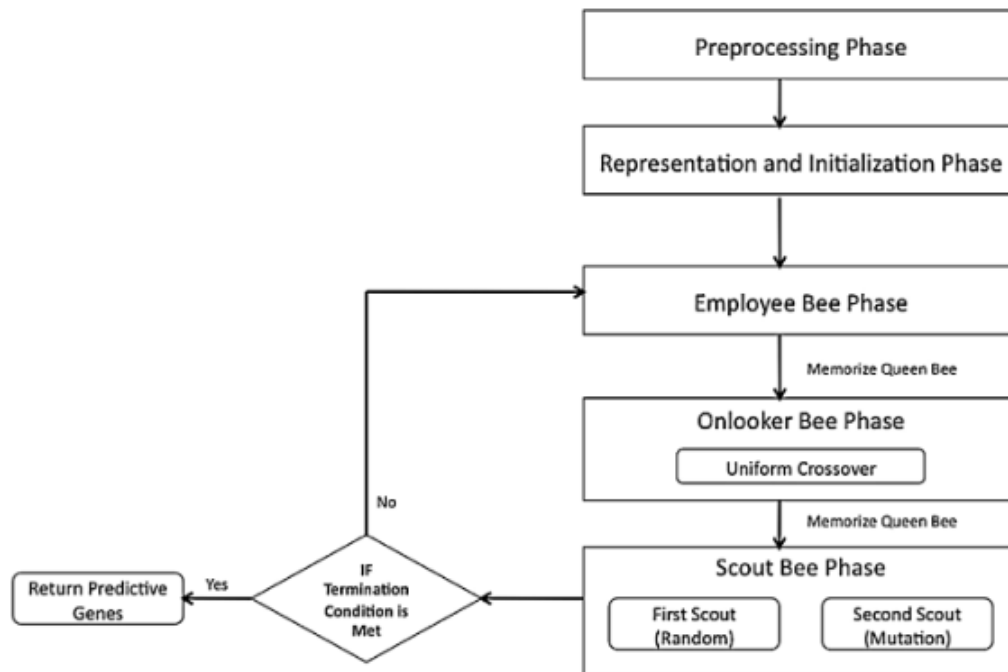 Preprocessing Phase
Representation and Initialization Phase
Employee Bee Phase
Memorize Queen Bee
Onlooker Bee Phase
Uniform Crossover
Memorize Queen Bee
Scout Bee Phase
First Scout
(Random)
Second Scout
(Mutation)
No
IF
Termination
Condition is
Met
Yes
Return Predictive
Genes